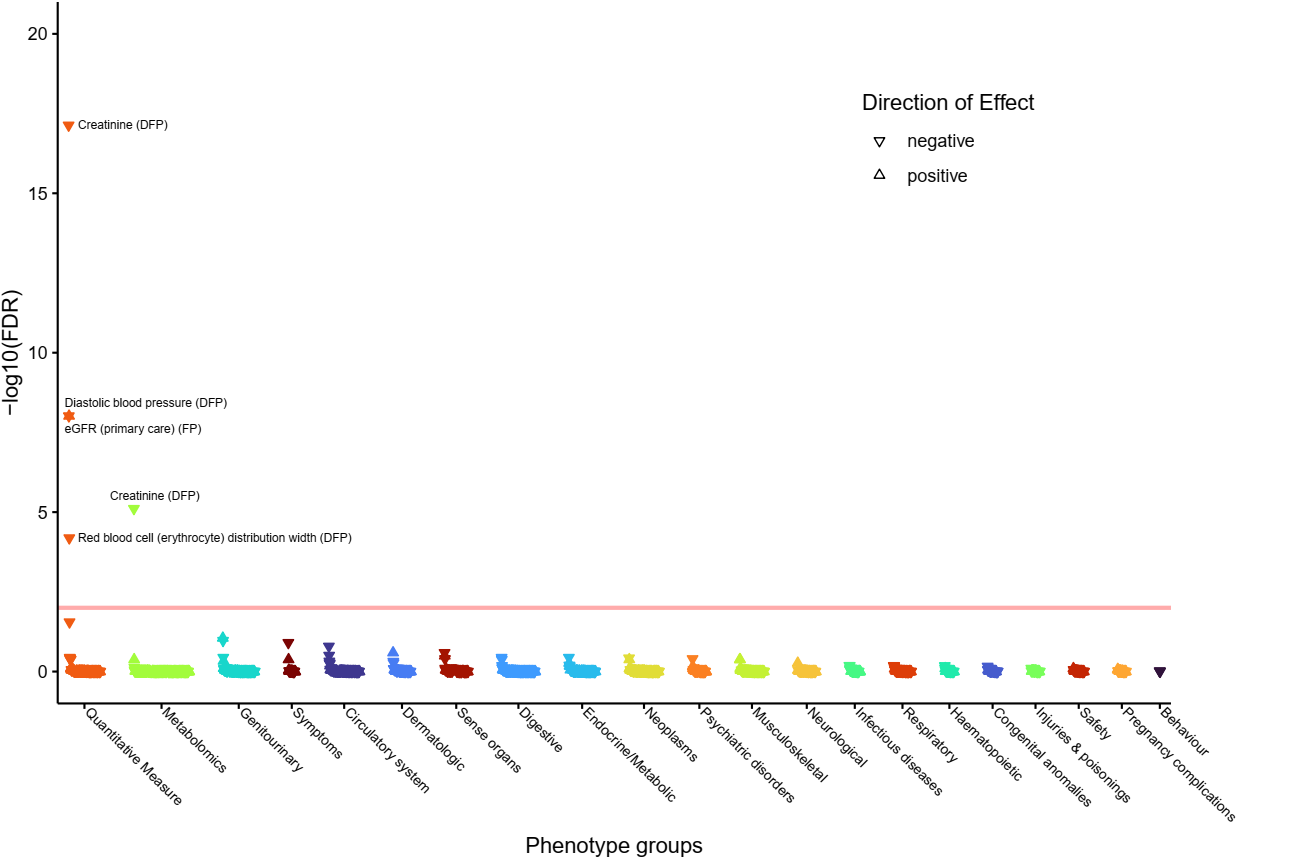 20
15
10
5
0
−log10(FDR)
Direction of Effect
negative
positive
Creatinine (DFP)
Diastolic blood pressure (DFP)
eGFR (primary care) (FP)
Creatinine (DFP)
Red blood cell (erythrocyte) distribution width (DFP)
Quantitative Measure
Metabolomics
Genitourinary
Symptoms
Circulatory system
Dermatologic
Sense organs
Digestive
Endocrine/Metabolic
Neoplasms
Psychiatric disorders
Musculoskeletal
Neurological
Infectious diseases
Respiratory
Haematopoietic
Congenital anomalies
Injuries & poisonings
Safety
Pregnancy complications
Behaviour
Phenotype groups